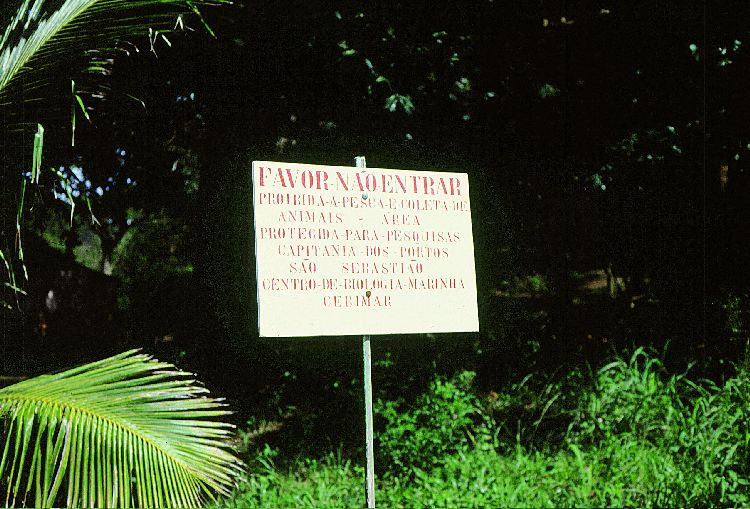 FAVOR-NÃO-ENTRAR
PROIBIDA-A-PESCA-E COLETA-DE
ANIMAIS - AREA
PROTEGIDA-PARA-PESQUISAS
CAPITANIA-DOS-PORTOS
SÃO SEBASTIÃO
CENTRO-DE-BIOLOGIA-MARINHA
CEBIMAR